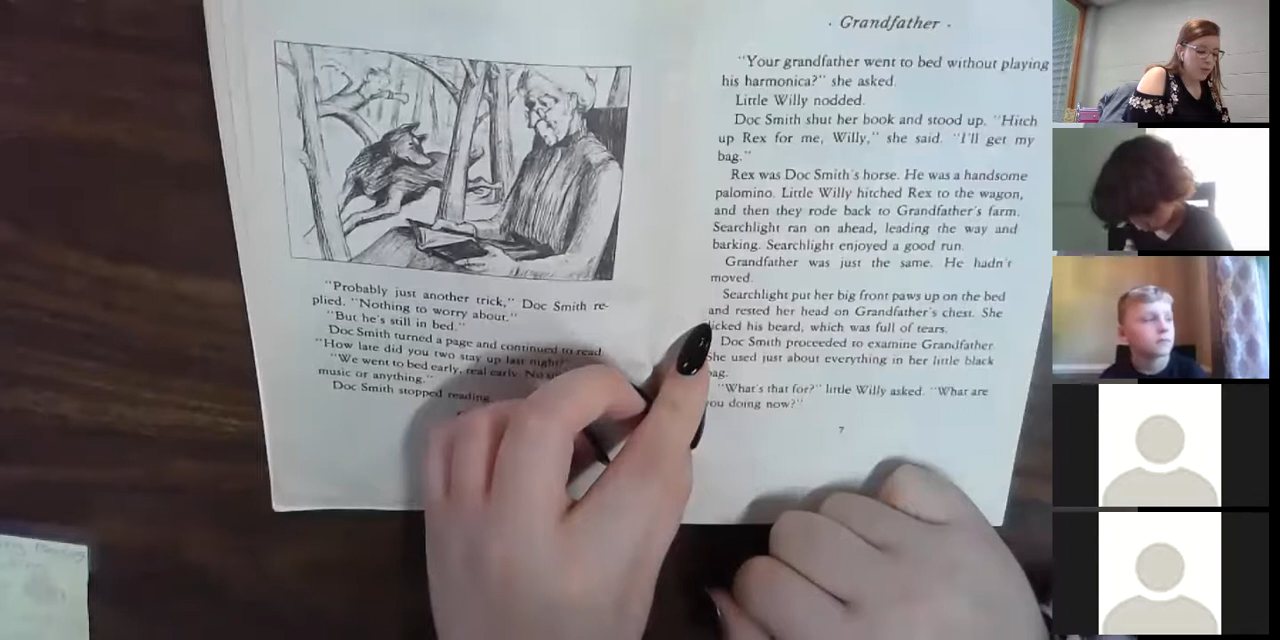 "Probably just another trick," Doc Smith re-
plied. "Nothing to worry about."
"But he's still in bed."
Doc Smith turned a page and continued to read.
"How late did you two stay up last night?"
"We went to bed early, real early. No
music or anything."
Doc Smith stopped reading.
· Grandfather ·
"Your grandfather went to bed without playing
his harmonica?" she asked.
Little Willy nodded.
Doc Smith shut her book and stood up. "Hitch
up Rex for me, Willy," she said. "I'll get my
bag."
Rex was Doc Smith's horse. He was a handsome
palomino. Little Willy hitched Rex to the wagon,
and then they rode back to Grandfather's farm.
Searchlight ran on ahead, leading the way and
barking. Searchlight enjoyed a good run.
Grandfather was just the same. He hadn't
moved.
Searchlight put her big front paws up on the bed
and rested her head on Grandfather's chest. She
licked his beard, which was full of tears.
Doc Smith proceeded to examine Grandfather.
She used just about everything in her little black
bag.
"What's that for?" little Willy asked. "What are
you doing now?"
7